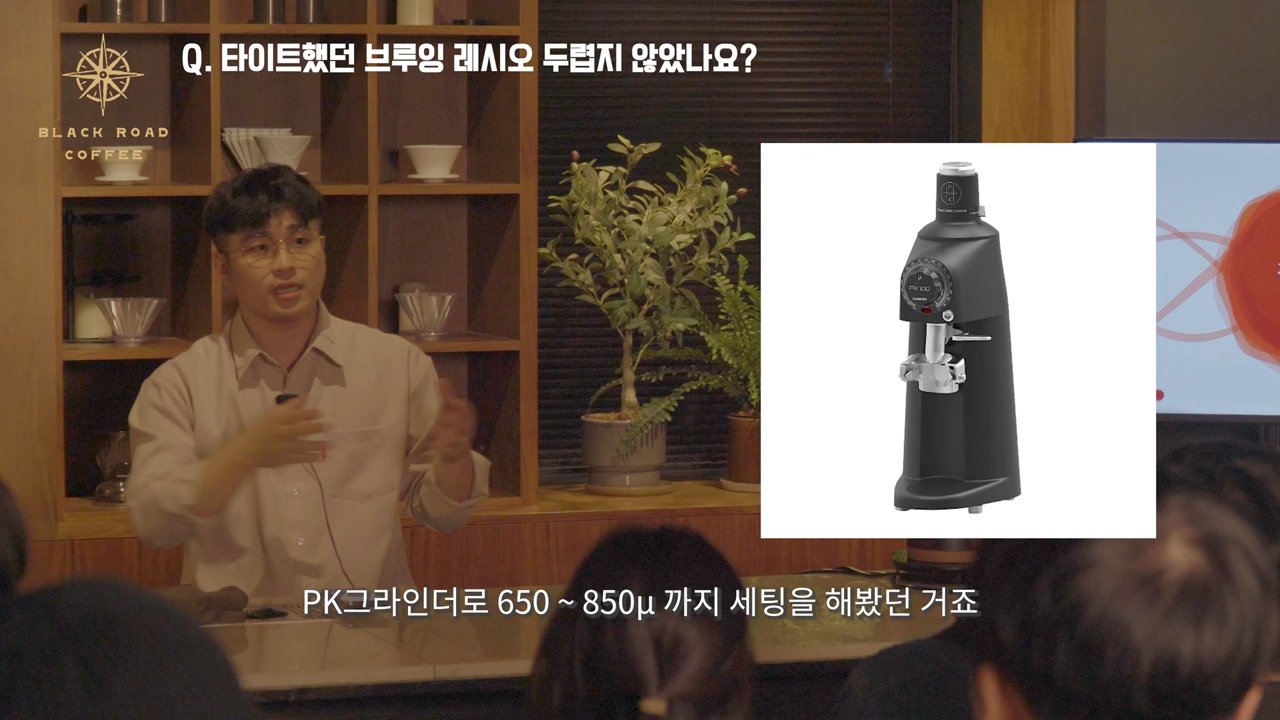 Q. 타이트했던 브루잉 레시오 두렵지 않았나요?
BLACK ROAD
COFFEE
PK
μ
PK100
PK그라인더로 650 ~ 850µ 까지 세팅을 해봤던 거죠